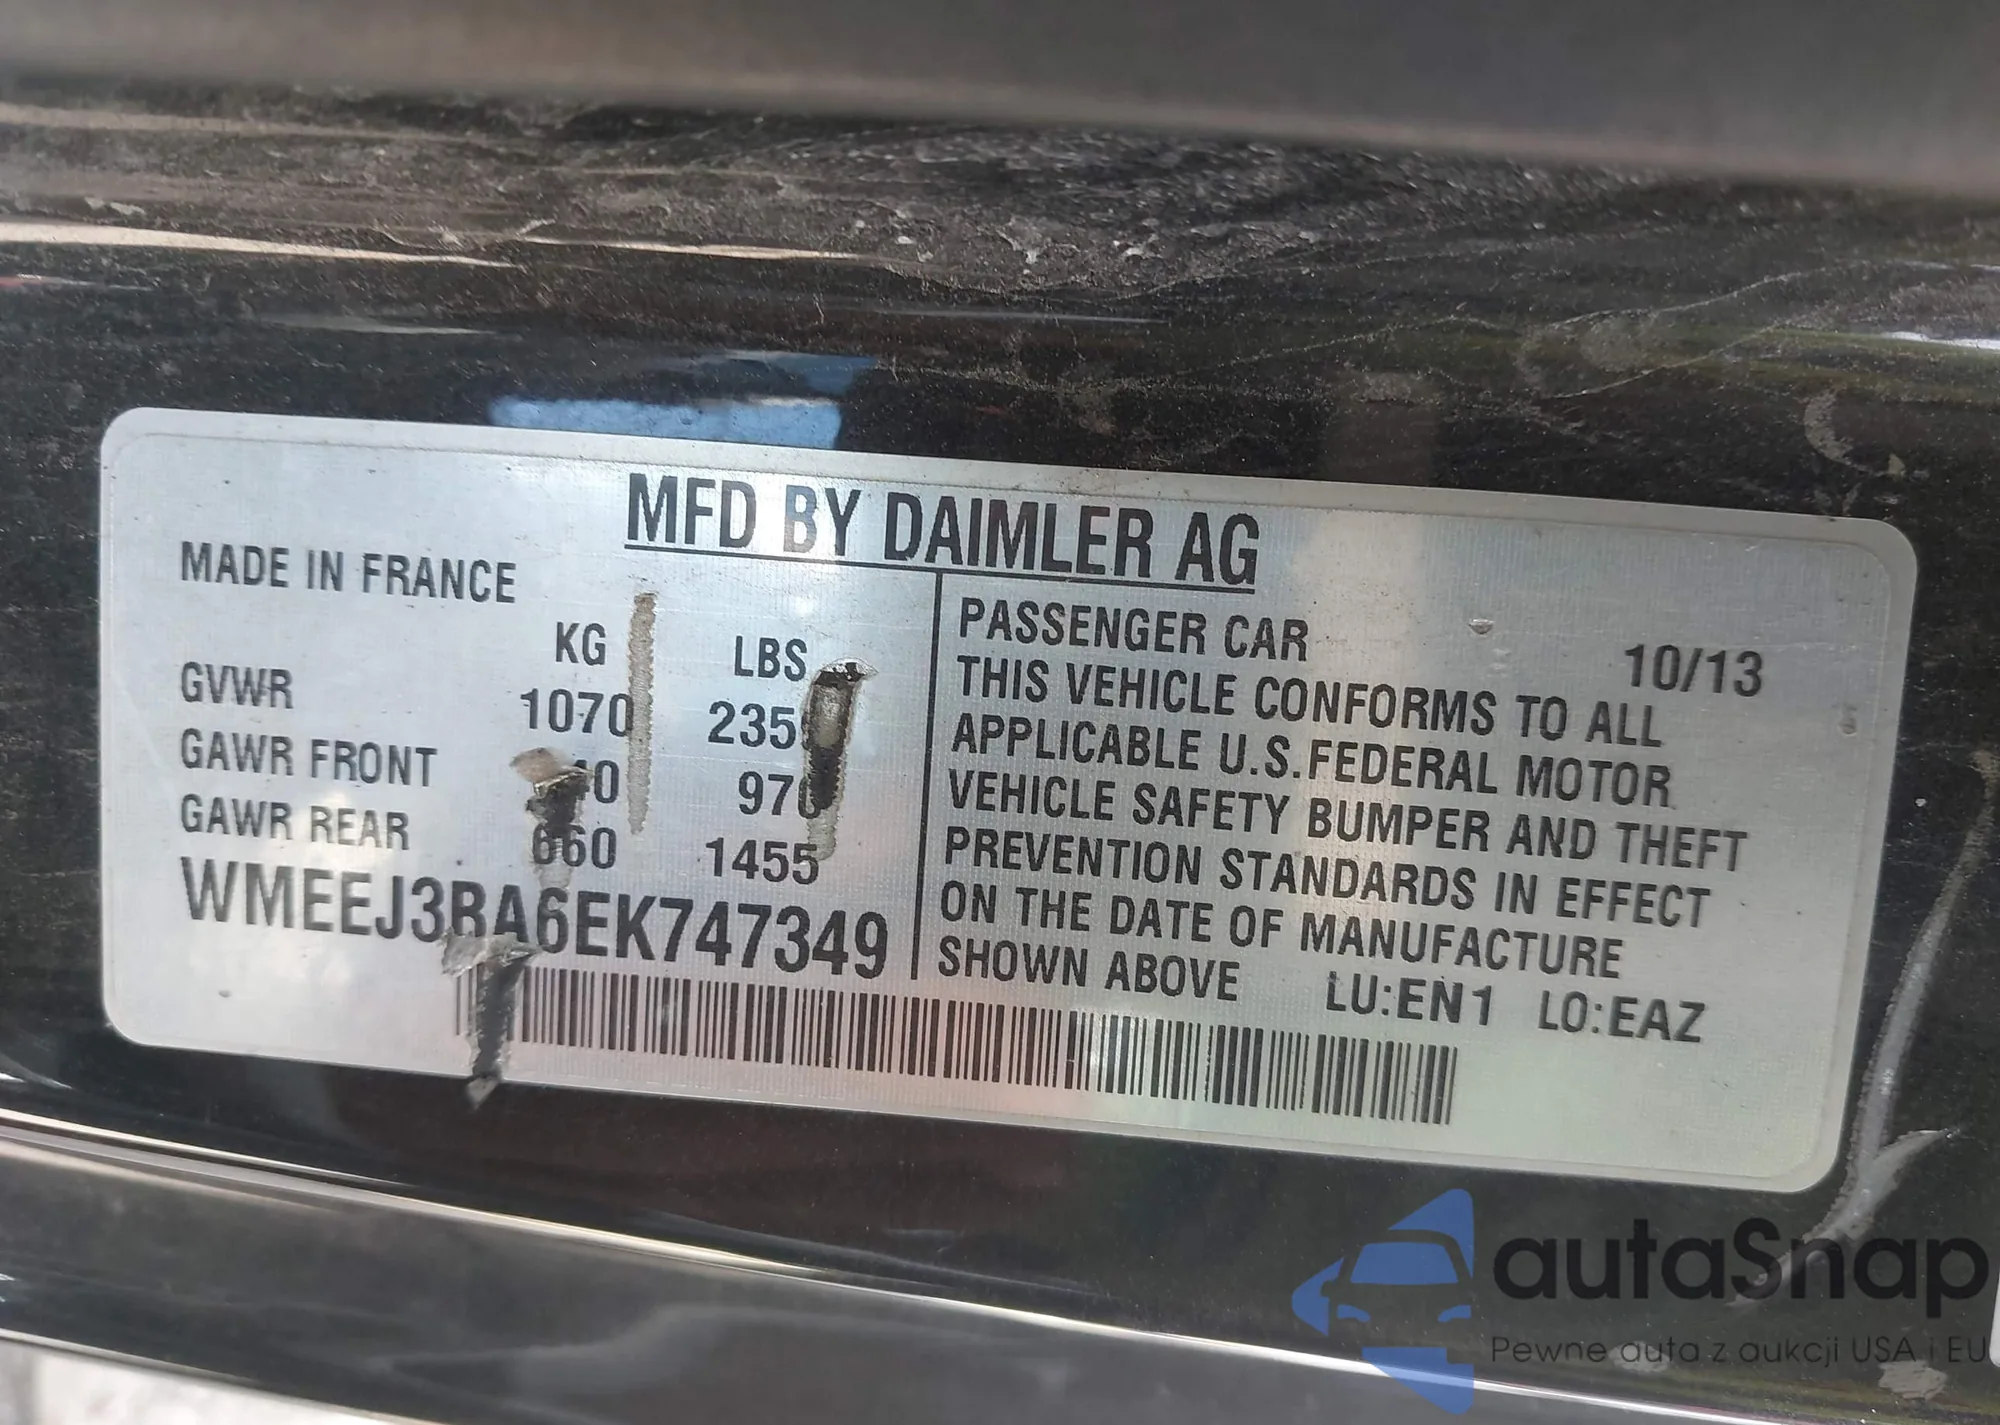 MFD BY DAIMLER AG
MADE IN FRANCE
KG LBS
GVWR 1070
GAWR FRONT
GAWR REAR 660 1455
WMEEJ3BA6EK747349
PASSENGER CAR 10/13
THIS VEHICLE CONFORMS TO ALL
APPLICABLE U.S.FEDERAL MOTOR
VEHICLE SAFETY BUMPER AND THEFT
PREVENTION STANDARDS IN EFFECT
ON THE DATE OF MANUFACTURE
SHOWN ABOVE LU:EN1 LO:EAZ
autaSnap
Pewne auta z aukcji USA i EU